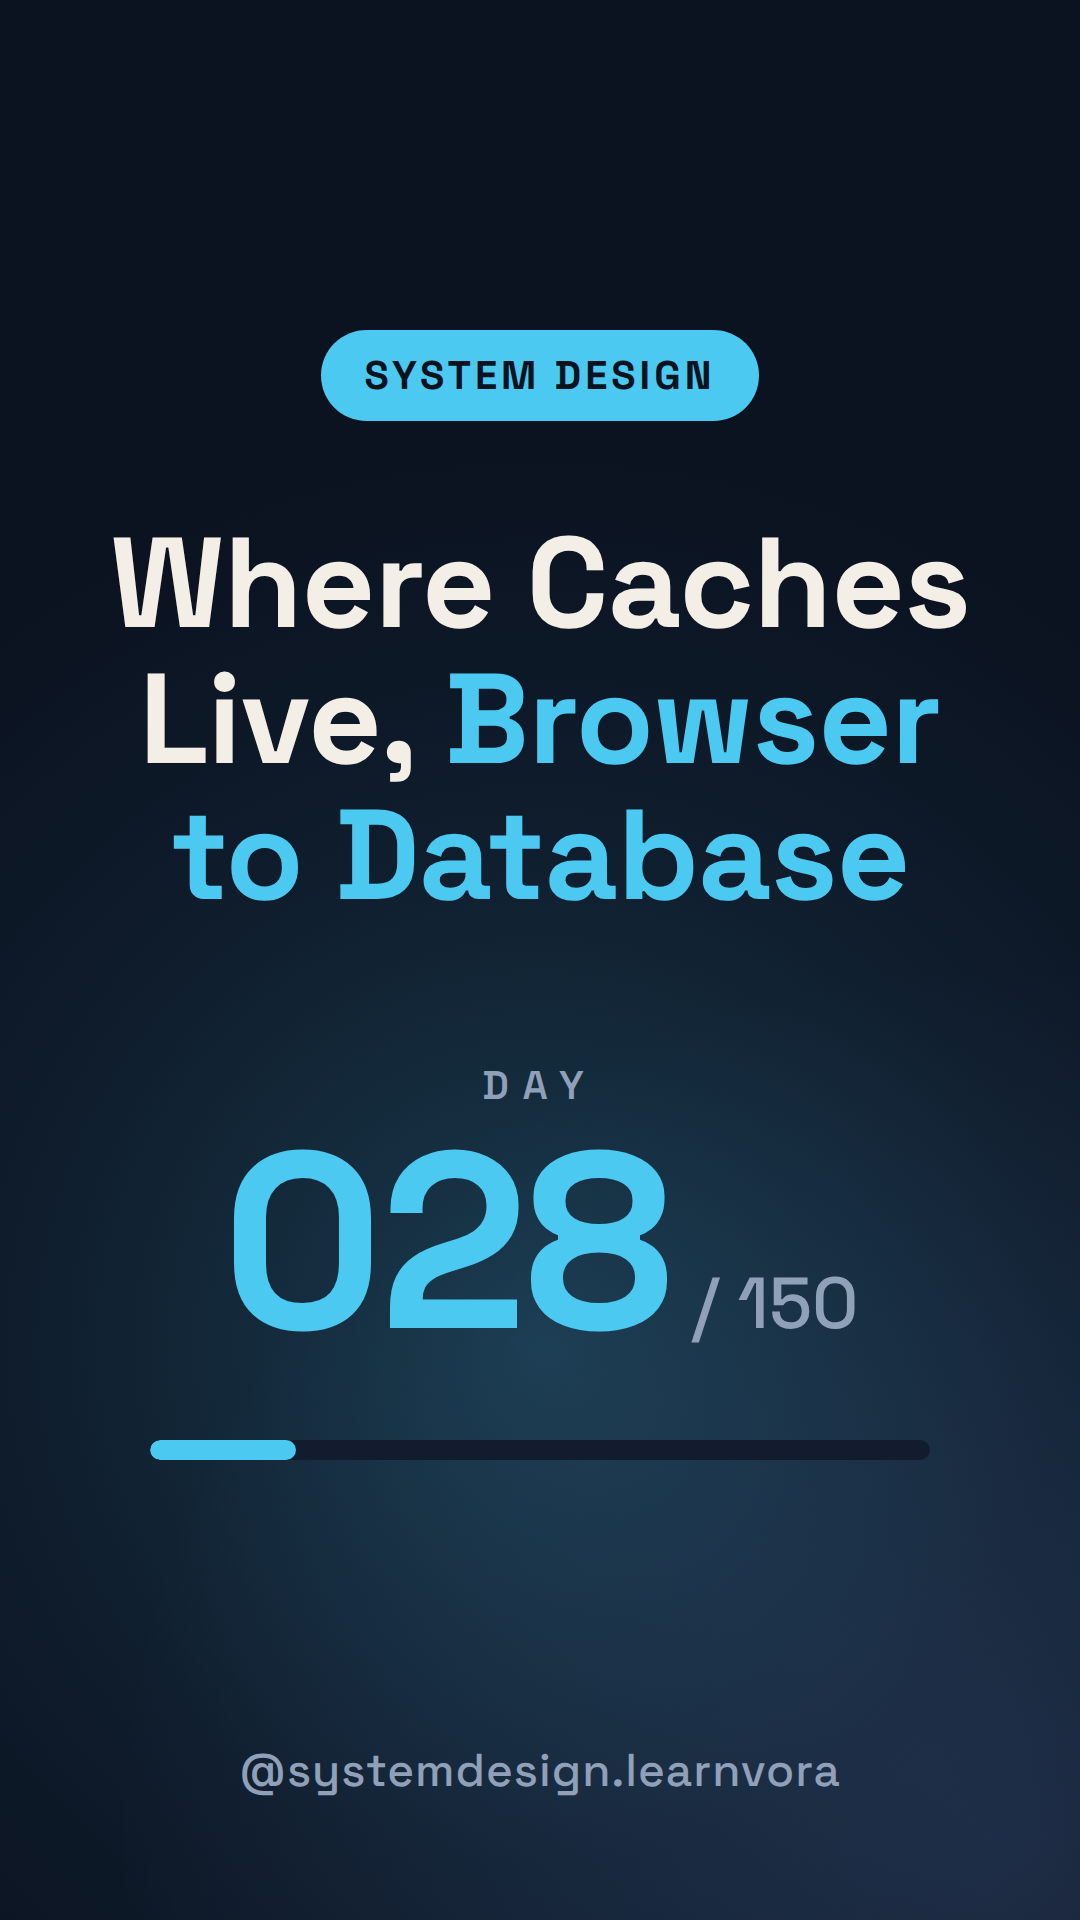 SYSTEM DESIGN
Where Caches
Live, Browser
to Database
DAY
028 / 150
@systemdesign.learnvora